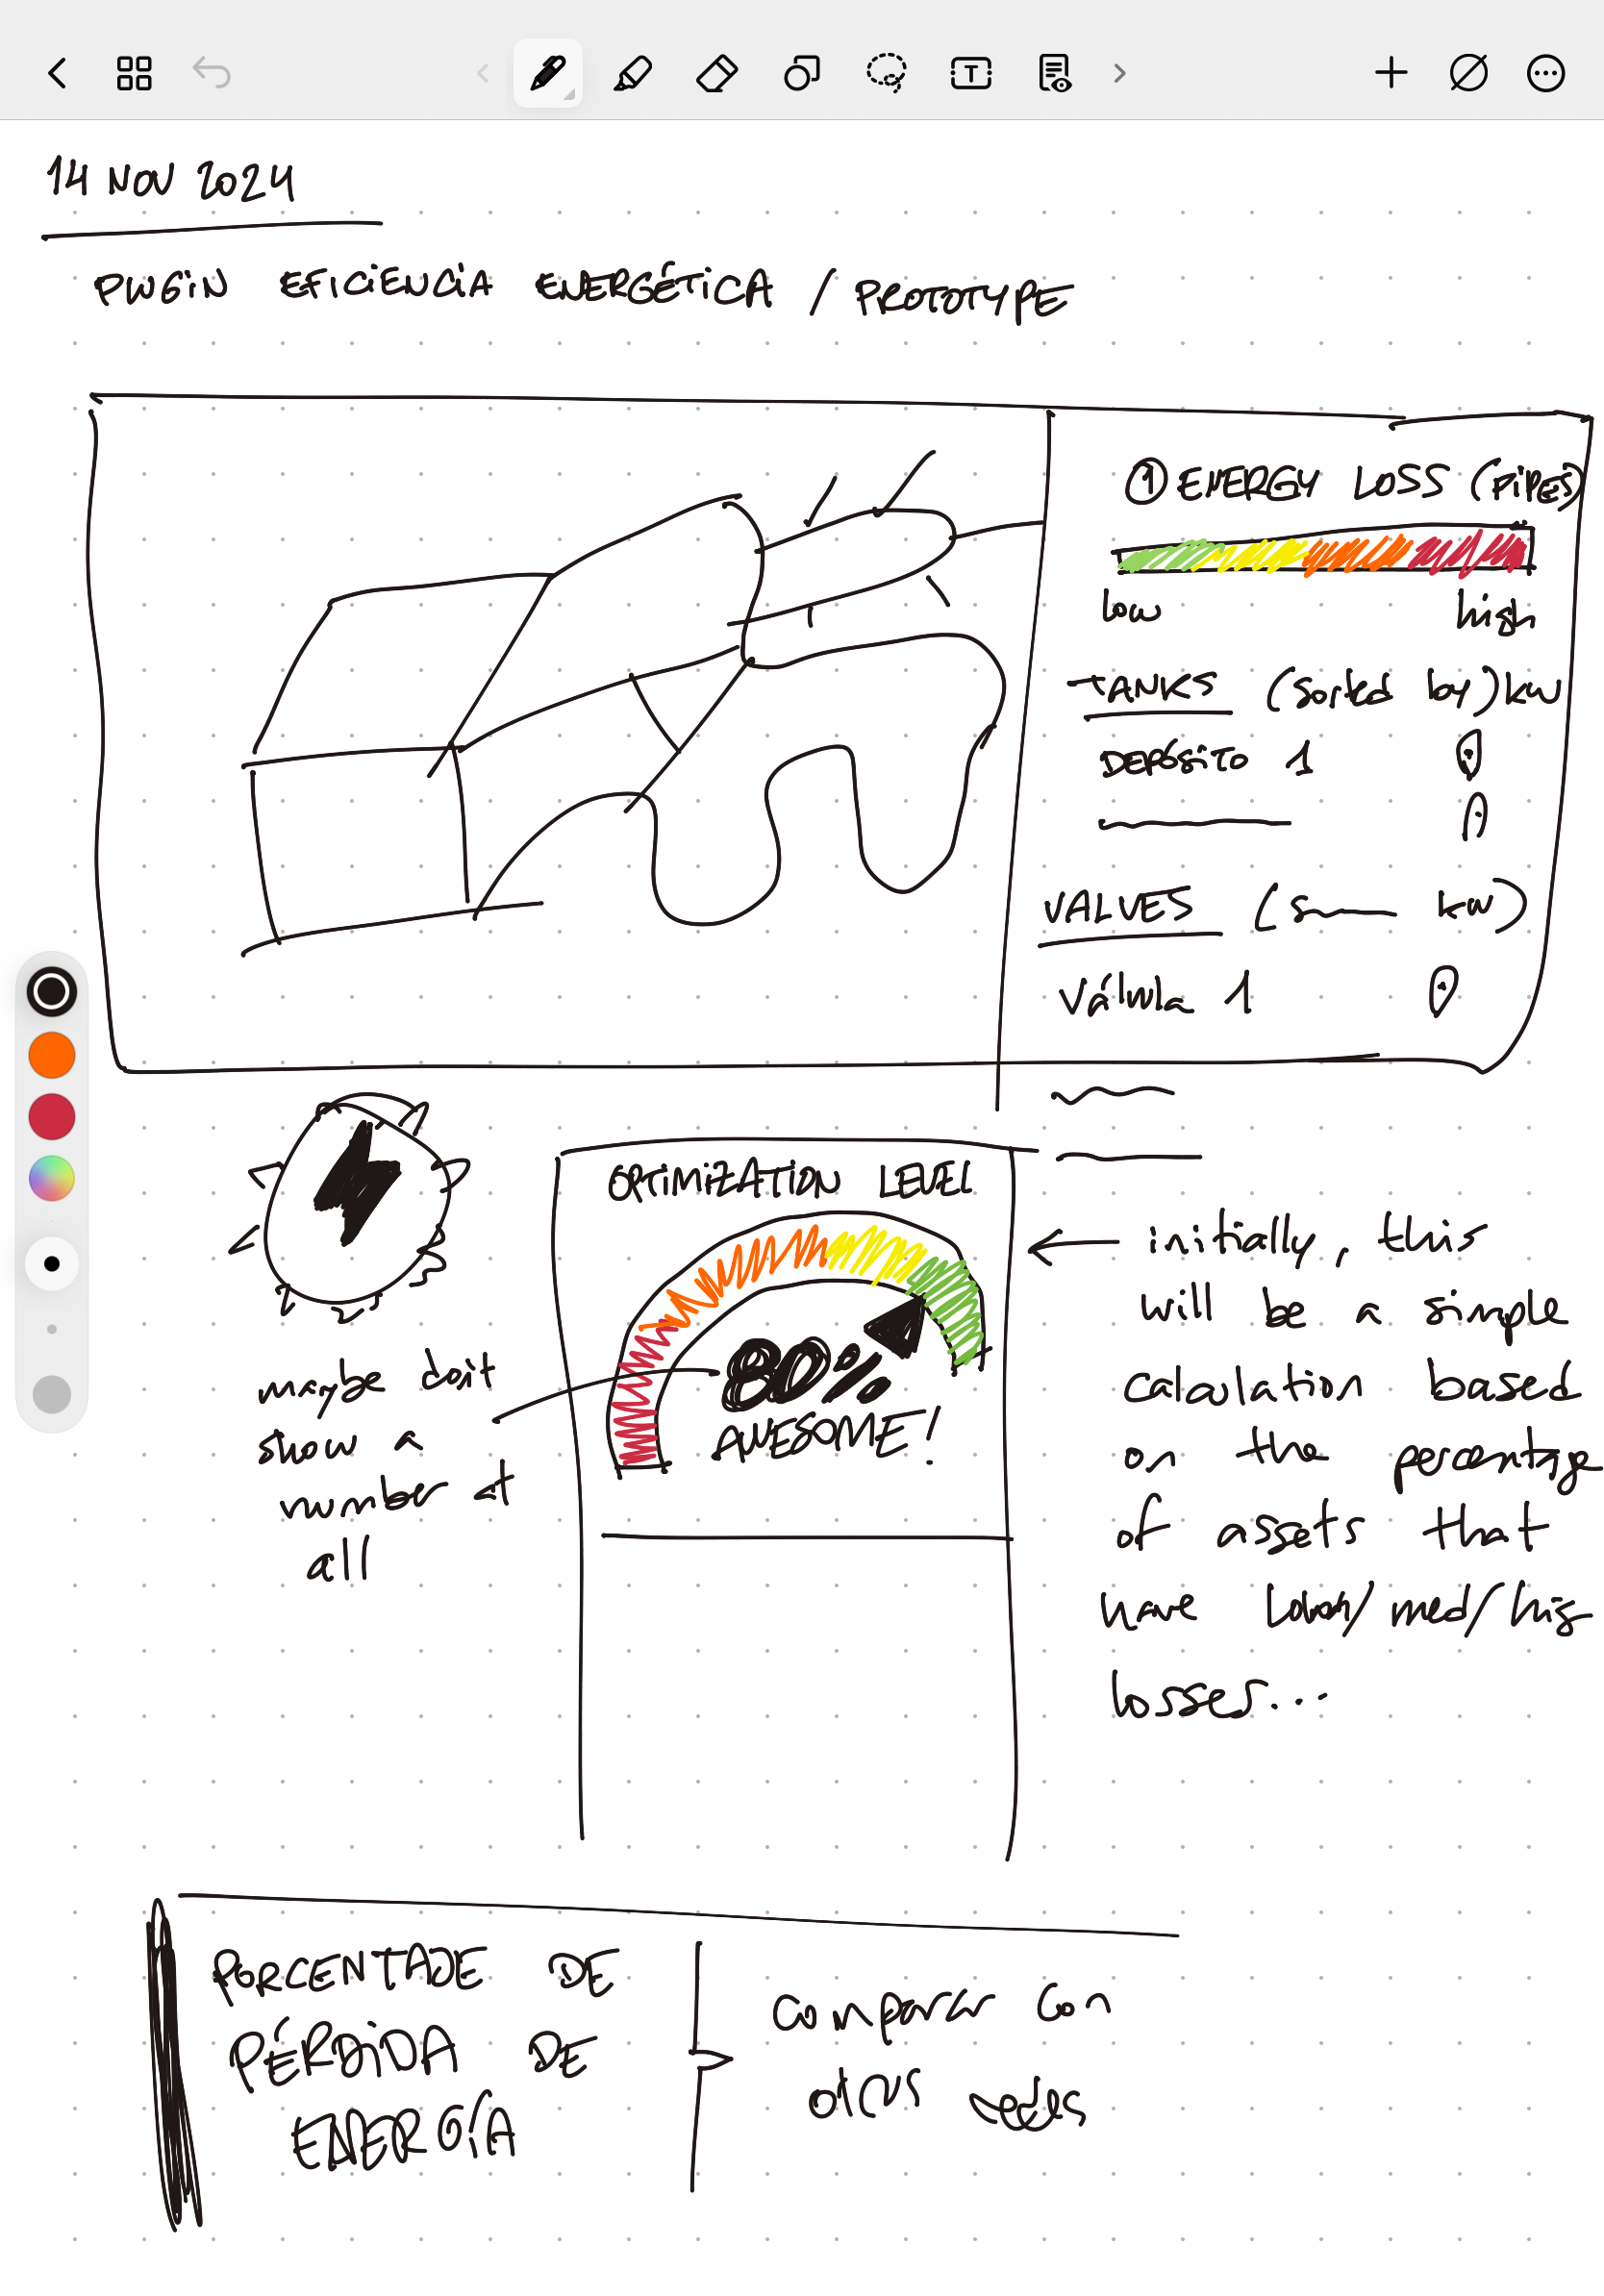 14 NOV 2024
PLUGIN EFICIENCIA ENERGÉTICA / PROTOTYPE
① ENERGY LOSS (PIPES)
low high
TANKS (sorted by) kw
DEPÓSITO 1
VALVES (S kw)
Válvula 1
OPTIMIZATION LEVEL
80%
AWESOME!
maybe don't
show a
number at
all
initially, this
will be a simple
calculation based
on the percentage
of assets that
have low/med/hig
losses...
PORCENTAJE DE
PÉRDIDA DE
ENERGÍA
comparar con
otras redes